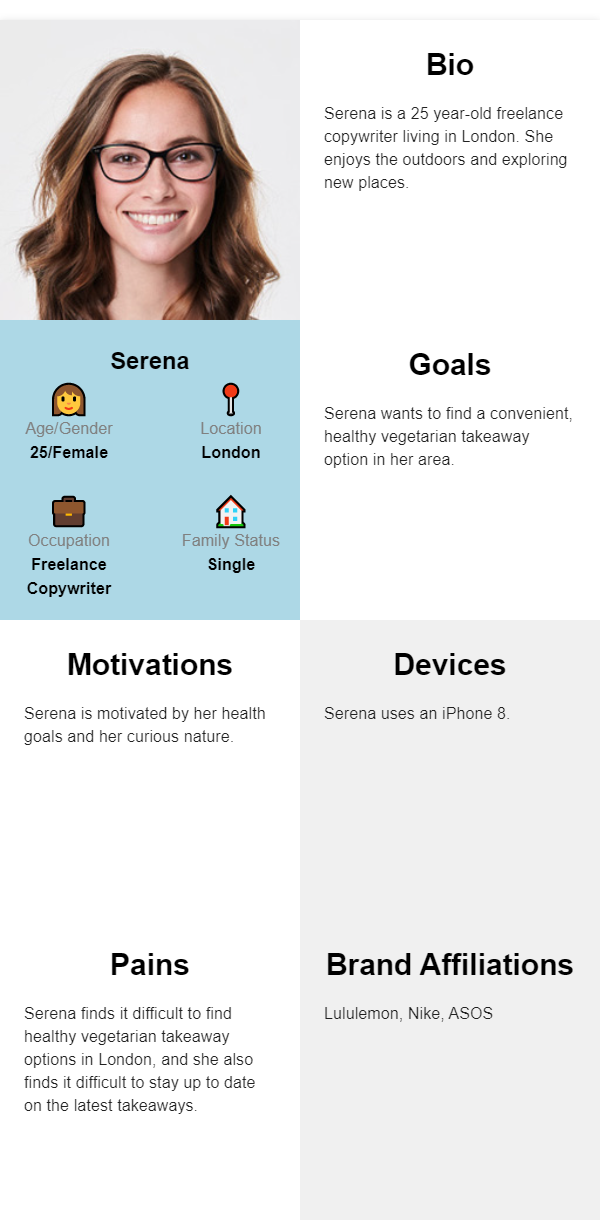 Bio
Serena is a 25 year-old freelance
copywriter living in London. She
enjoys the outdoors and exploring
new places.
Serena
Age/Gender
25/Female
Location
London
Occupation
Freelance
Copywriter
Family Status
Single
Goals
Serena wants to find a convenient,
healthy vegetarian takeaway
option in her area.
Motivations
Serena is motivated by her health
goals and her curious nature.
Devices
Serena uses an iPhone 8.
Pains
Serena finds it difficult to find
healthy vegetarian takeaway
options in London, and she also
finds it difficult to stay up to date
on the latest takeaways.
Brand Affiliations
Lululemon, Nike, ASOS